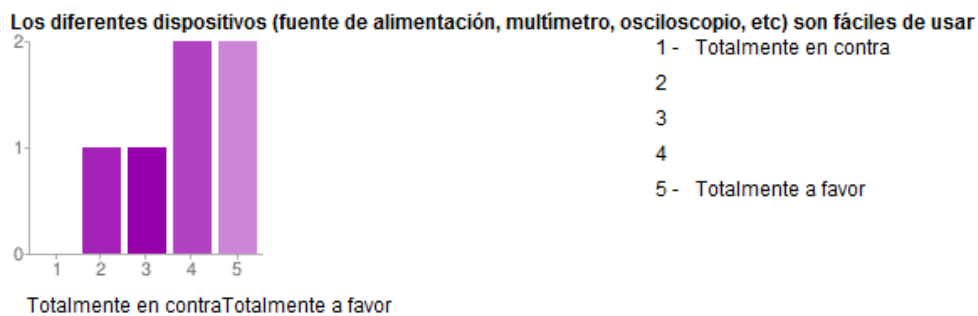 Los diferentes dispositivos (fuente de alimentación, multímetro, osciloscopio, etc) son fáciles de usar
2
1
0
1 2 3 4 5
Totalmente en contraTotalmente a favor
1 - Totalmente en contra
2
3
4
5 - Totalmente a favor